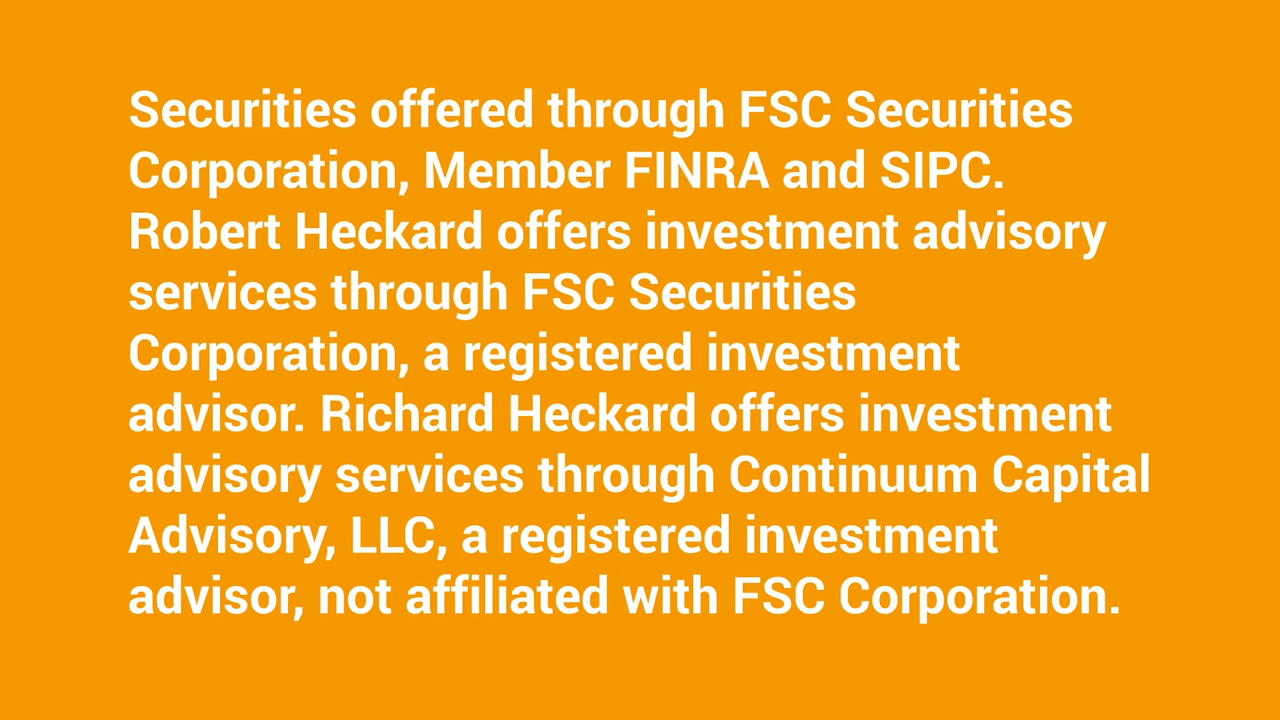 Securities offered through FSC Securities
Corporation, Member FINRA and SIPC.
Robert Heckard offers investment advisory
services through FSC Securities
Corporation, a registered investment
advisor. Richard Heckard offers investment
advisory services through Continuum Capital
Advisory, LLC, a registered investment
advisor, not affiliated with FSC Corporation.